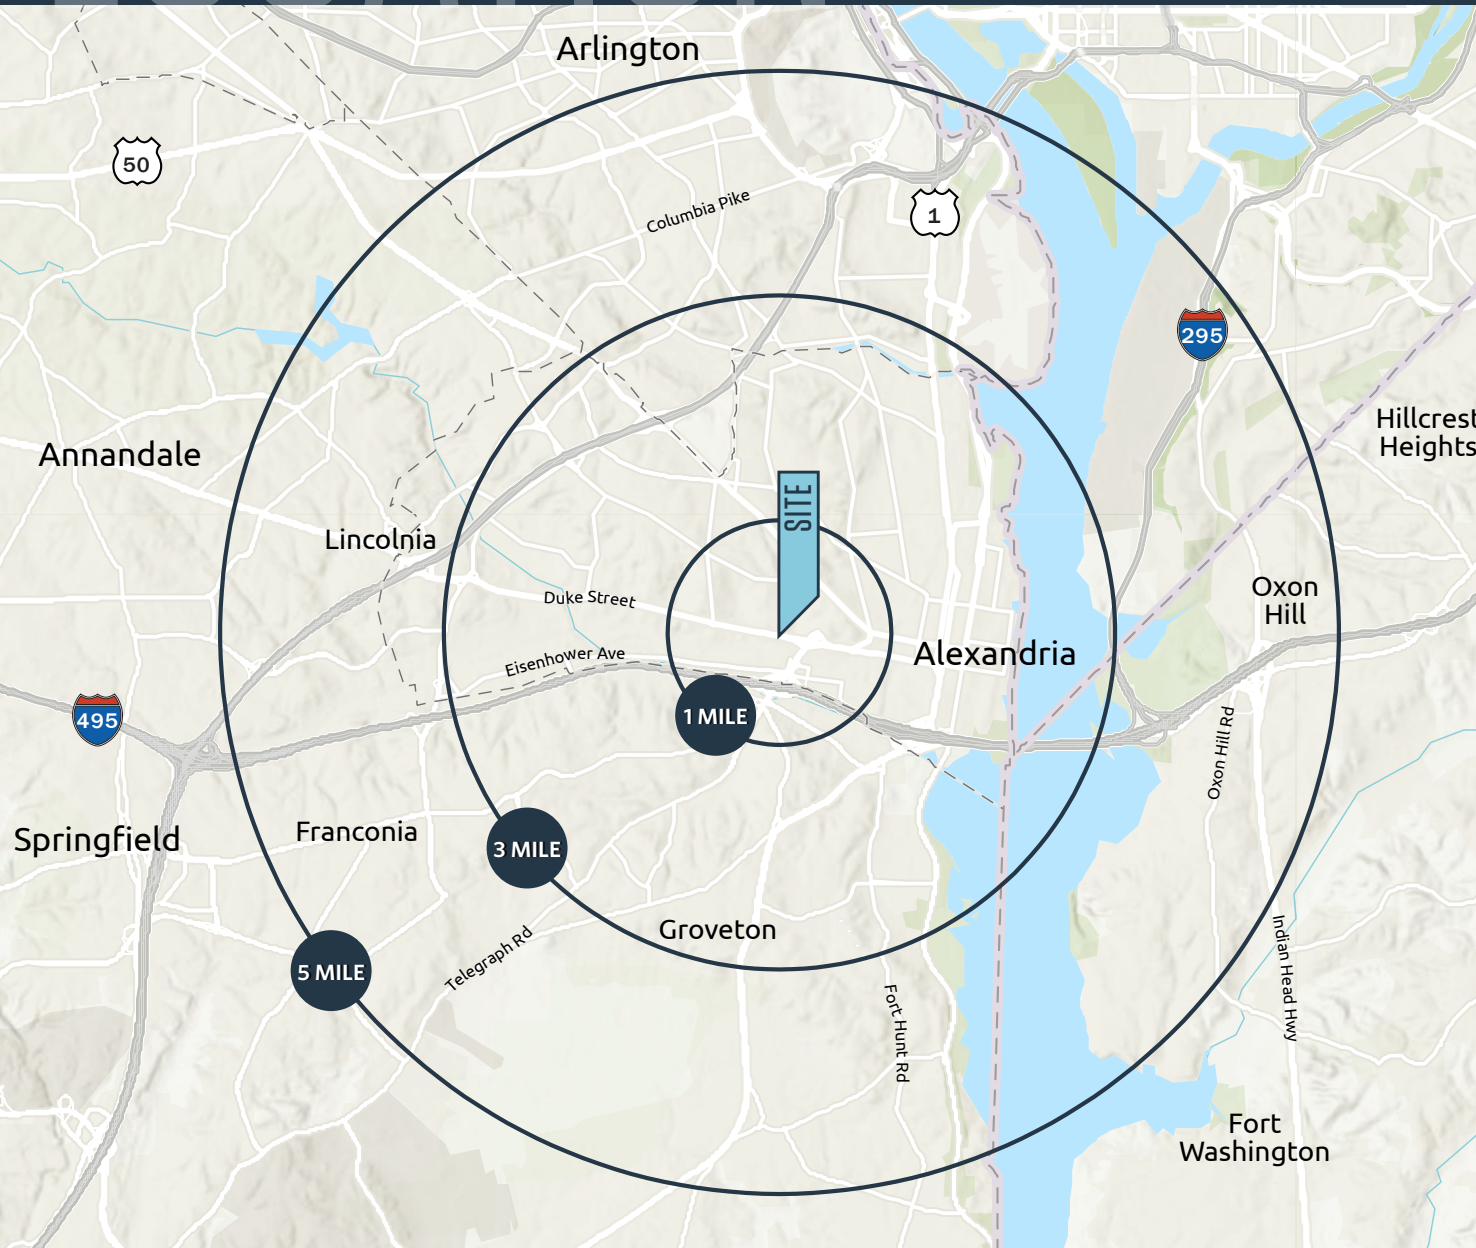 Arlington
50
Columbia Pike
1
295
Hillcrest
Heights
Annandale
SITE
Lincolnia
Duke Street
Oxon
Hill
Eisenhower Ave
Alexandria
495
1 MILE
Oxon Hill Rd
Springfield
Franconia
3 MILE
Groveton
Telegraph Rd
5 MILE
Indian Head Hwy
Fort Hunt Rd
Fort
Washington